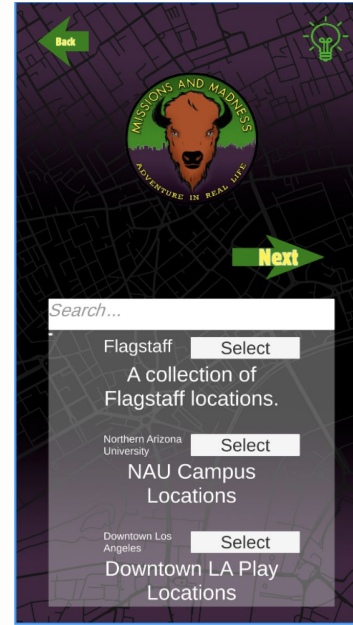 Back
MISSIONS AND MADNESS
ADVENTURE IN REAL LIFE
Next
Search...
Flagstaff Select
A collection of
Flagstaff locations.
Northern Arizona
University
Select
NAU Campus
Locations
Downtown Los
Angeles
Select
Downtown LA Play
Locations